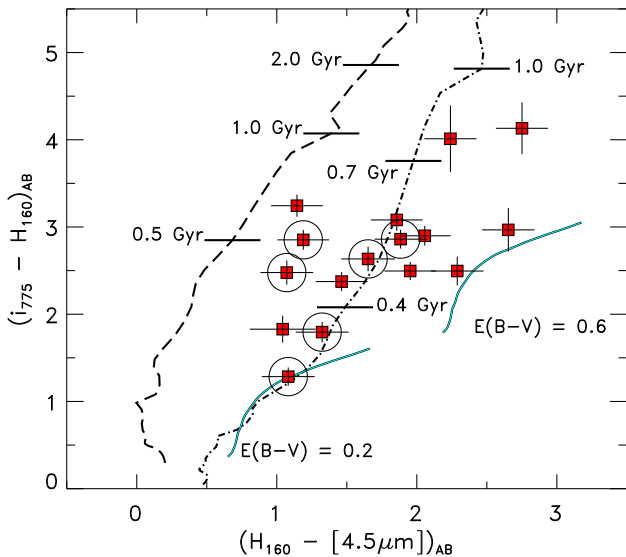 5
4
3
2
1
0
(i₇₇₅ − H₁₆₀)AB
2.0 Gyr
1.0 Gyr
1.0 Gyr
0.7 Gyr
0.5 Gyr
0.4 Gyr
E(B−V) = 0.6
E(B−V) = 0.2
0 1 2 3
(H₁₆₀ − [4.5μm])AB